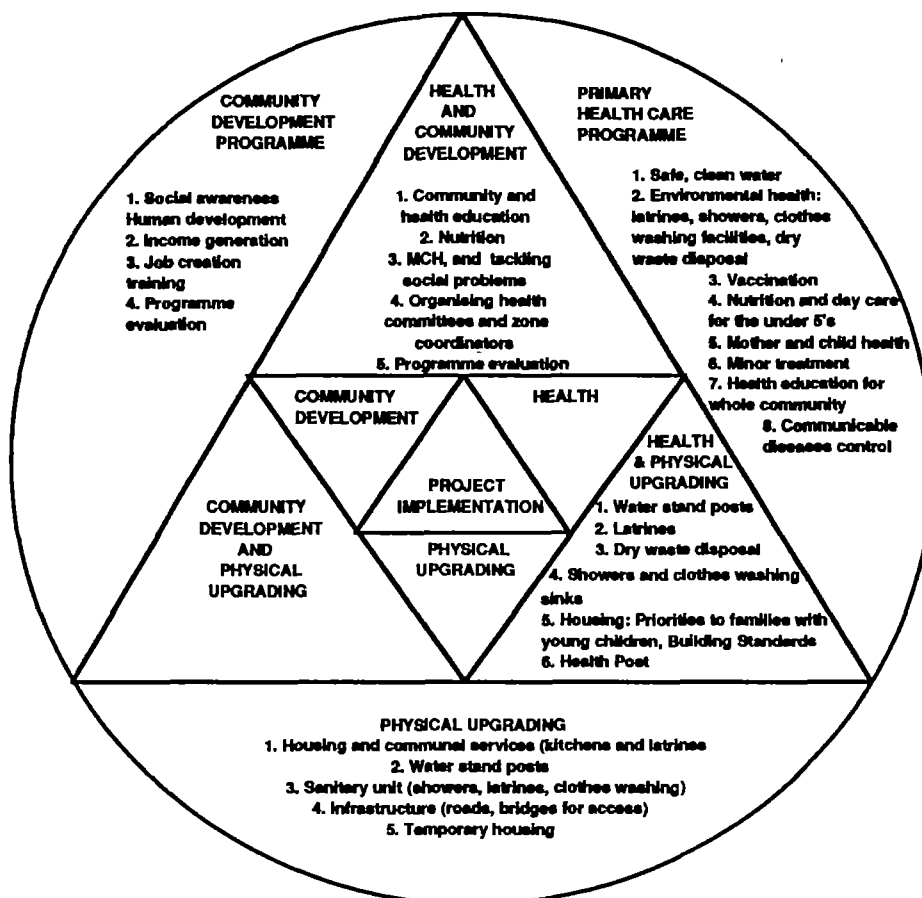 COMMUNITY
DEVELOPMENT
PROGRAMME
1. Social awareness
Human development
2. Income generation
3. Job creation
training
4. Programme
evaluation
HEALTH
AND
COMMUNITY
DEVELOPMENT
1. Community and
health education
2. Nutrition
3. MCH, and tackling
social problems
4. Organising health
committees and zone
coordinators
5. Programme evaluation
PRIMARY
HEALTH CARE
PROGRAMME
1. Safe, clean water
2. Environmental health:
latrines, showers, clothes
washing facilities, dry
waste disposal
3. Vaccination
4. Nutrition and day care
for the under 5's
5. Mother and child health
6. Minor treatment
7. Health education for
whole community
8. Communicable
diseases control
COMMUNITY
DEVELOPMENT
HEALTH
PROJECT
IMPLEMENTATION
PHYSICAL
UPGRADING
COMMUNITY
DEVELOPMENT
AND
PHYSICAL
UPGRADING
HEALTH
& PHYSICAL
UPGRADING
1. Water stand posts
2. Latrines
3. Dry waste disposal
4. Showers and clothes washing
sinks
5. Housing: Priorities to families with
young children, Building Standards
6. Health Post
PHYSICAL UPGRADING
1. Housing and communal services (kitchens and latrines
2. Water stand posts
3. Sanitary unit (showers, latrines, clothes washing)
4. Infrastructure (roads, bridges for access)
5. Temporary housing